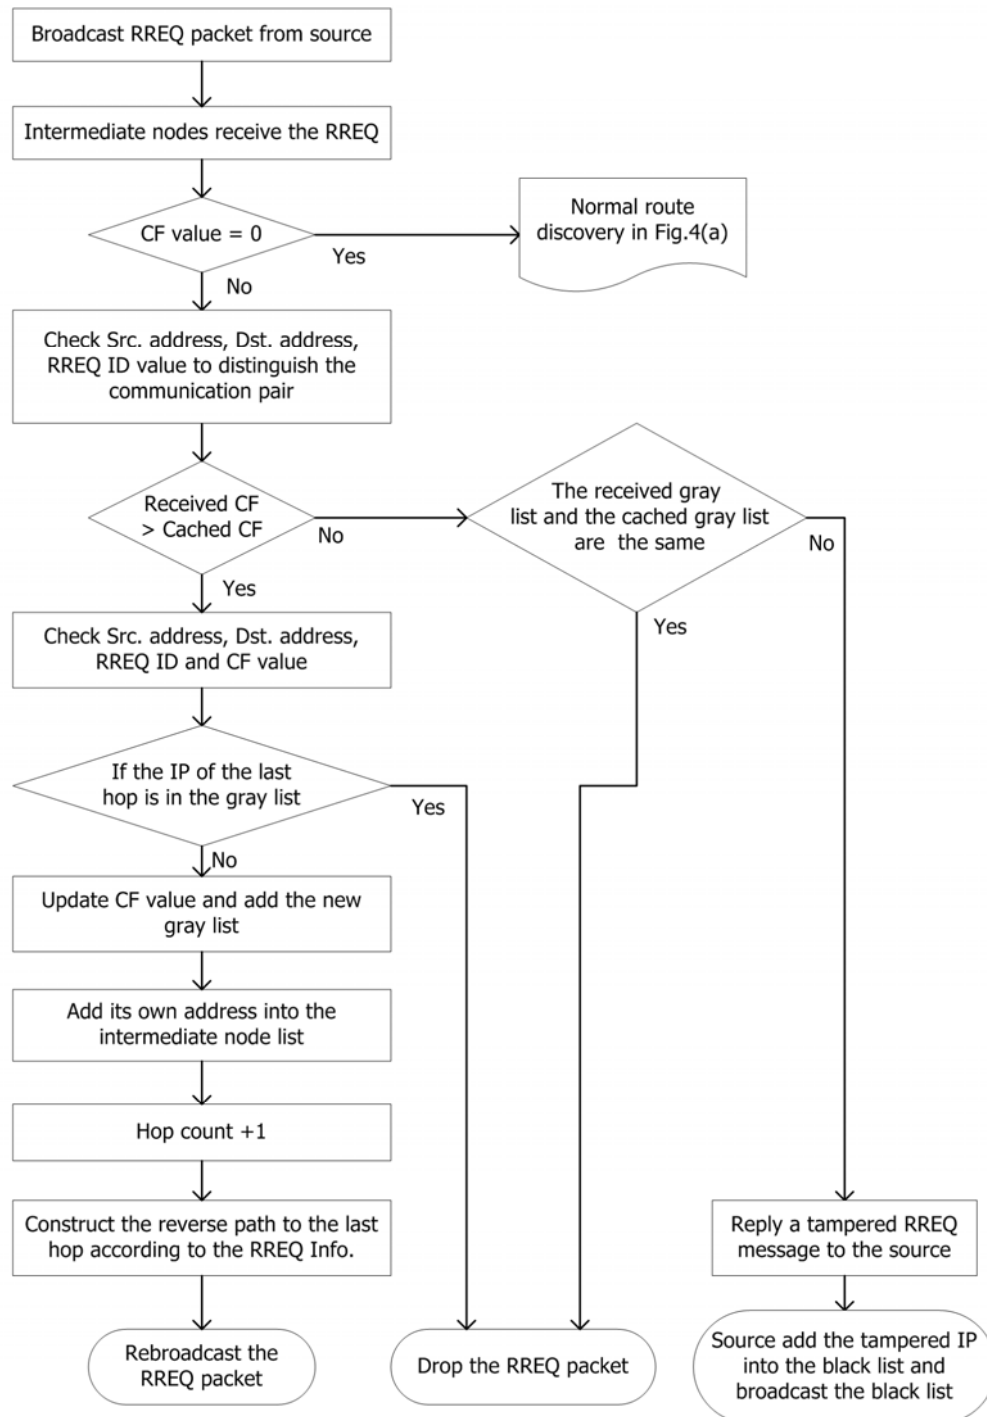 Broadcast RREQ packet from source
Intermediate nodes receive the RREQ
CF value = 0
Yes
Normal route
discovery in Fig.4(a)
No
Check Src. address, Dst. address,
RREQ ID value to distinguish the
communication pair
Received CF
> Cached CF
No
The received gray
list and the cached gray list
are the same
No
Yes
Yes
Check Src. address, Dst. address,
RREQ ID and CF value
If the IP of the last
hop is in the gray list
Yes
No
Update CF value and add the new
gray list
Add its own address into the
intermediate node list
Hop count +1
Construct the reverse path to the last
hop according to the RREQ Info.
Reply a tampered RREQ
message to the source
Rebroadcast the
RREQ packet
Drop the RREQ packet
Source add the tampered IP
into the black list and
broadcast the black list